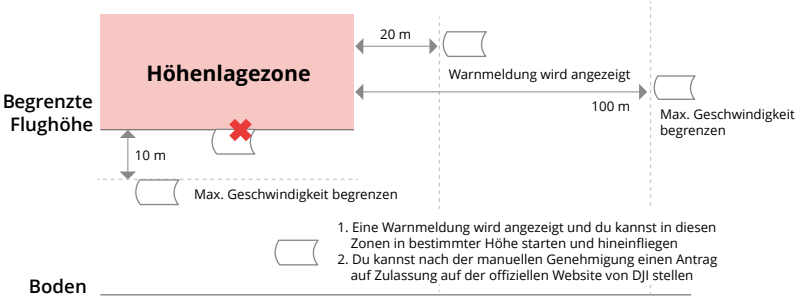 20 m
Höhenlagezone
Warnmeldung wird angezeigt
Begrenzte
Flughöhe
100 m
Max. Geschwindigkeit
begrenzen
10 m
Max. Geschwindigkeit begrenzen
1. Eine Warnmeldung wird angezeigt und du kannst in diesen
Zonen in bestimmter Höhe starten und hineinfliegen
2. Du kannst nach der manuellen Genehmigung einen Antrag
auf Zulassung auf der offiziellen Website von DJI stellen
Boden